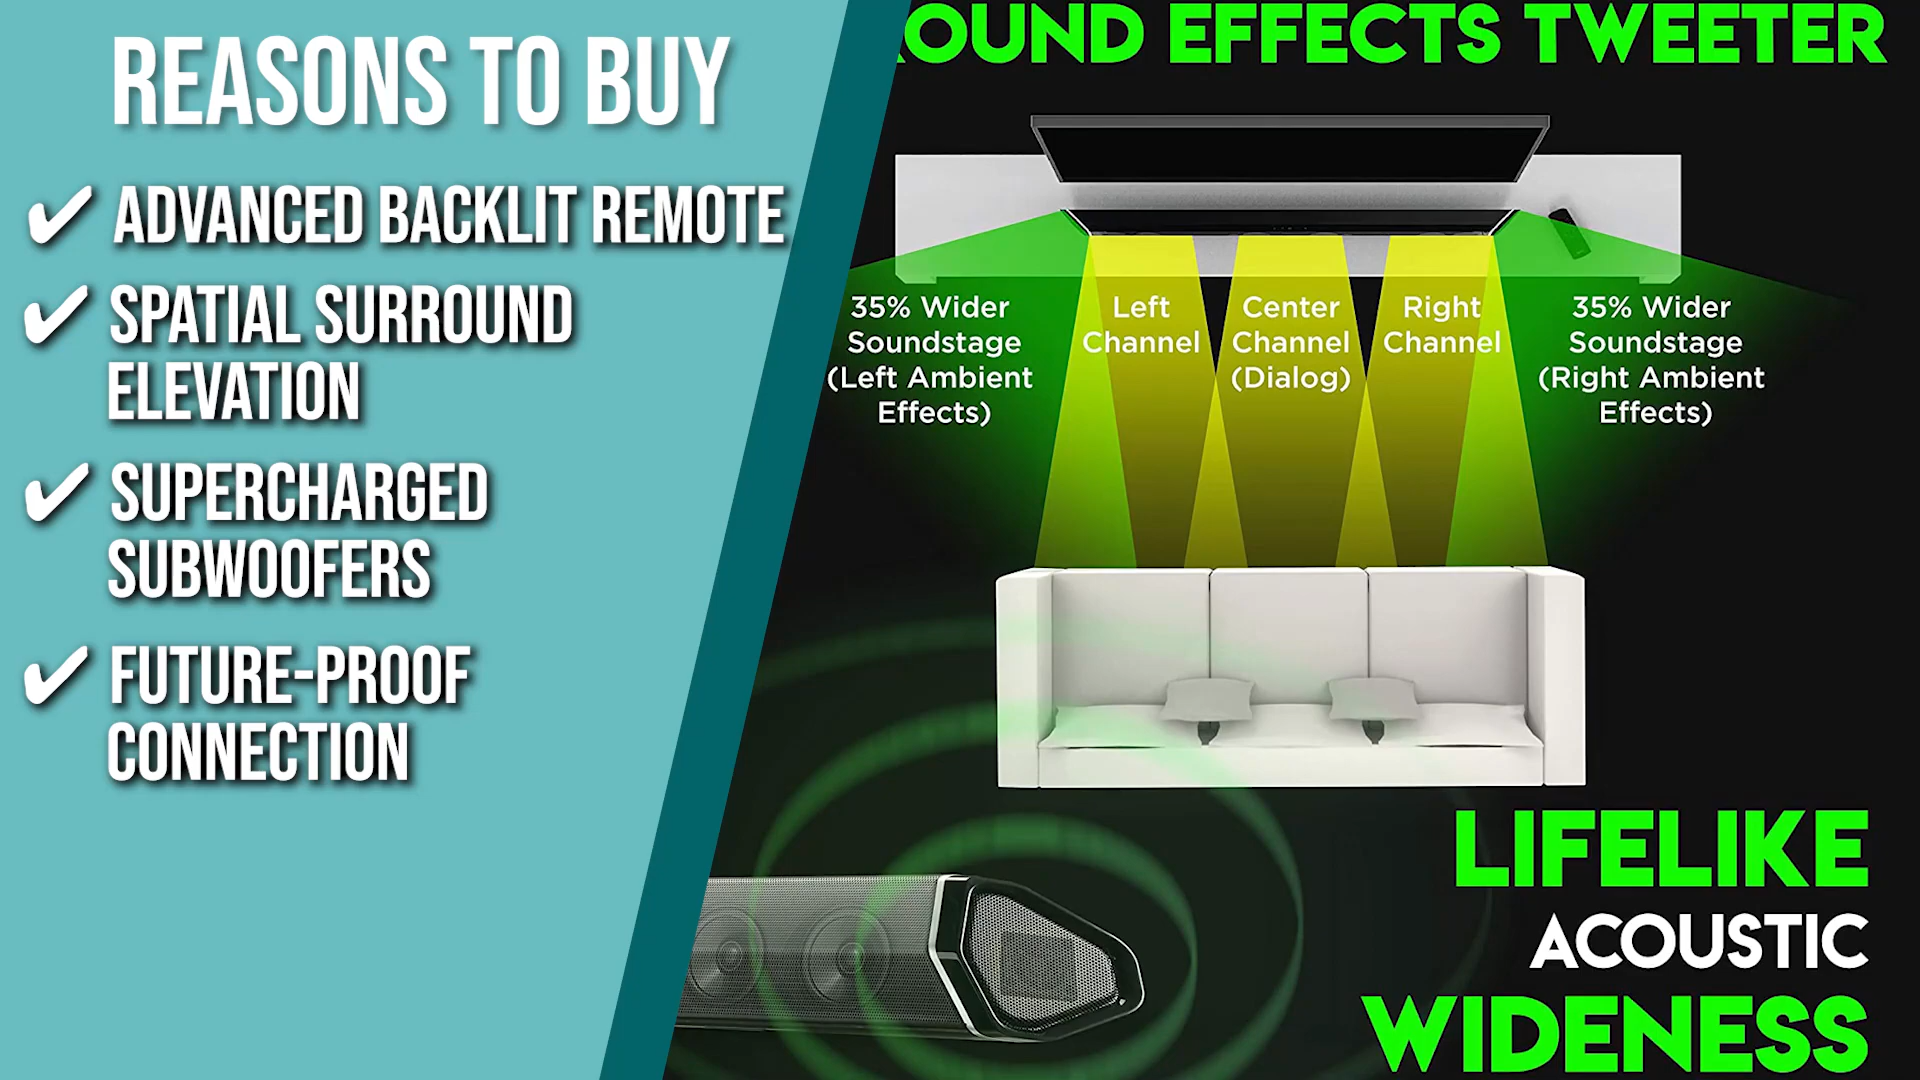 REASONS TO BUY
✔ ADVANCED BACKLIT REMOTE
✔ SPATIAL SURROUND
ELEVATION
✔ SUPERCHARGED
SUBWOOFERS
✔ FUTURE-PROOF
CONNECTION
OUND EFFECTS TWEETER
35% Wider
Soundstage
(Left Ambient
Effects)
Left
Channel
Center
Channel
(Dialog)
Right
Channel
35% Wider
Soundstage
(Right Ambient
Effects)
LIFELIKE
ACOUSTIC
WIDENESS